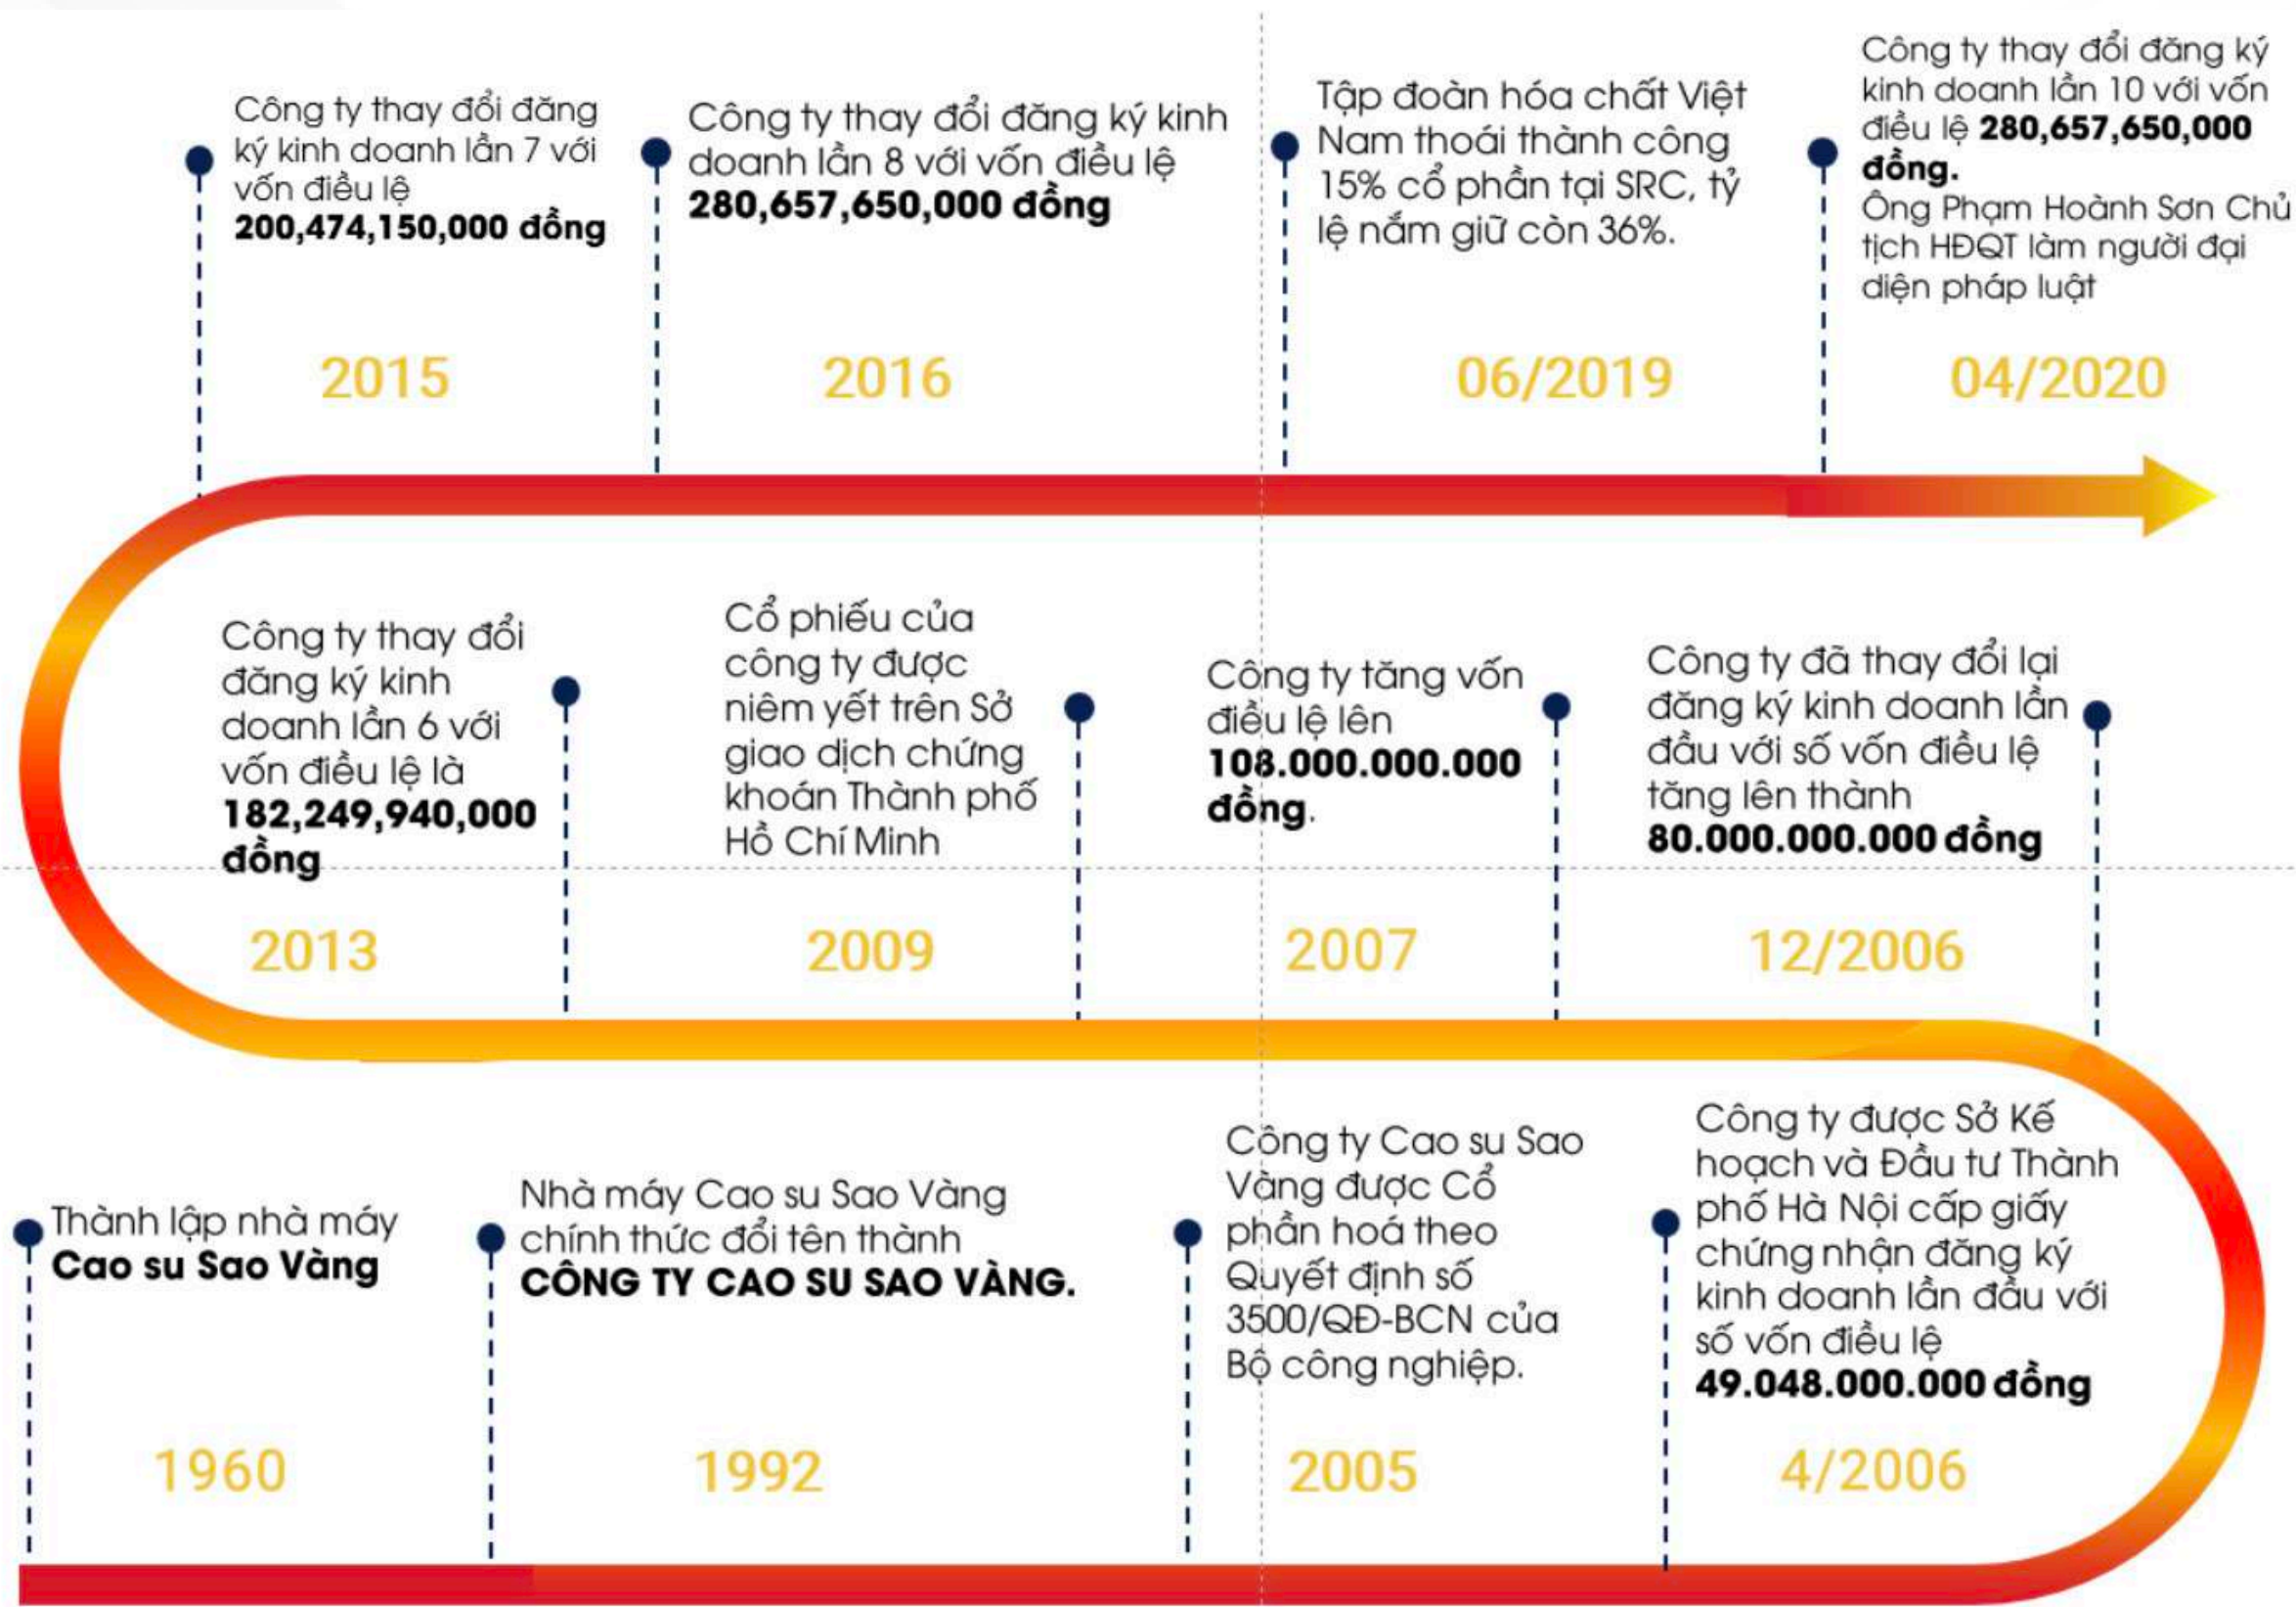 Công ty thay đổi đăng
ký kinh doanh lần 7 với
vốn điều lệ
200,474,150,000 đồng
2015
Công ty thay đổi đăng ký kinh
doanh lần 8 với vốn điều lệ
280,657,650,000 đồng
2016
Tập đoàn hóa chất Việt
Nam thoái thành công
15% cổ phần tại SRC, tỷ
lệ nắm giữ còn 36%.
06/2019
Công ty thay đổi đăng ký
kinh doanh lần 10 với vốn
điều lệ 280,657,650,000
đồng.
Ông Phạm Hoành Sơn Chủ
tịch HĐQT làm người đại
diện pháp luật
04/2020
Công ty thay đổi
đăng ký kinh
doanh lần 6 với
vốn điều lệ là
182,249,940,000
đồng
2013
Cổ phiếu của
công ty được
niêm yết trên Sở
giao dịch chứng
khoán Thành phố
Hồ Chí Minh
2009
Công ty tăng vốn
điều lệ lên
108.000.000.000
đồng.
2007
Công ty đã thay đổi lại
đăng ký kinh doanh lần
đầu với số vốn điều lệ
tăng lên thành
80.000.000.000 đồng
12/2006
Thành lập nhà máy
Cao su Sao Vàng
1960
Nhà máy Cao su Sao Vàng
chính thức đổi tên thành
CÔNG TY CAO SU SAO VÀNG.
1992
Công ty Cao su Sao
Vàng được Cổ
phần hoá theo
Quyết định số
3500/QĐ-BCN của
Bộ công nghiệp.
2005
Công ty được Sở Kế
hoạch và Đầu tư Thành
phố Hà Nội cấp giấy
chứng nhận đăng ký
kinh doanh lần đầu với
số vốn điều lệ
49.048.000.000 đồng
4/2006